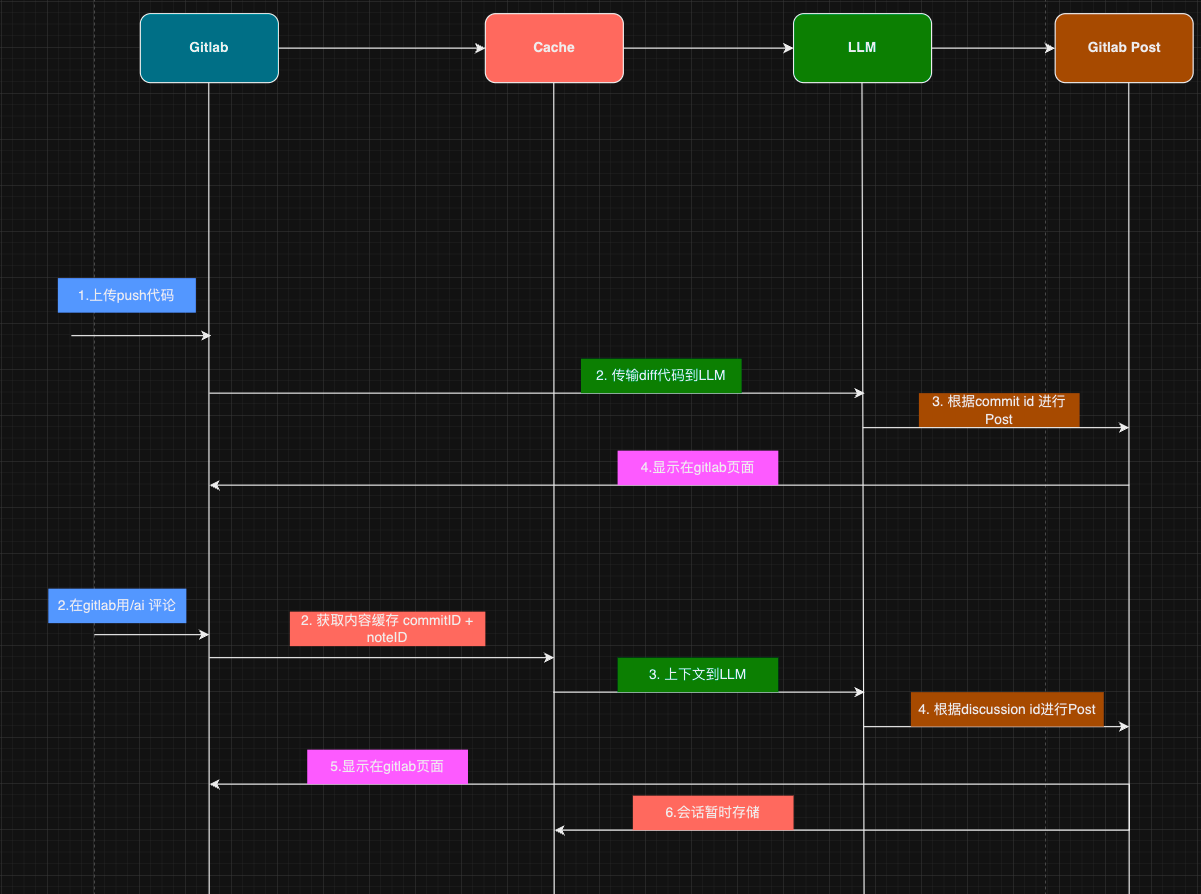 Gitlab
Cache
LLM
Gitlab Post
1.上传push代码
2. 传输diff代码到LLM
3. 根据commit id 进行
Post
4.显示在gitlab页面
2.在gitlab用/ai 评论
2. 获取内容缓存 commitID +
noteID
3. 上下文到LLM
4. 根据discussion id进行Post
5.显示在gitlab页面
6.会话暂时存储